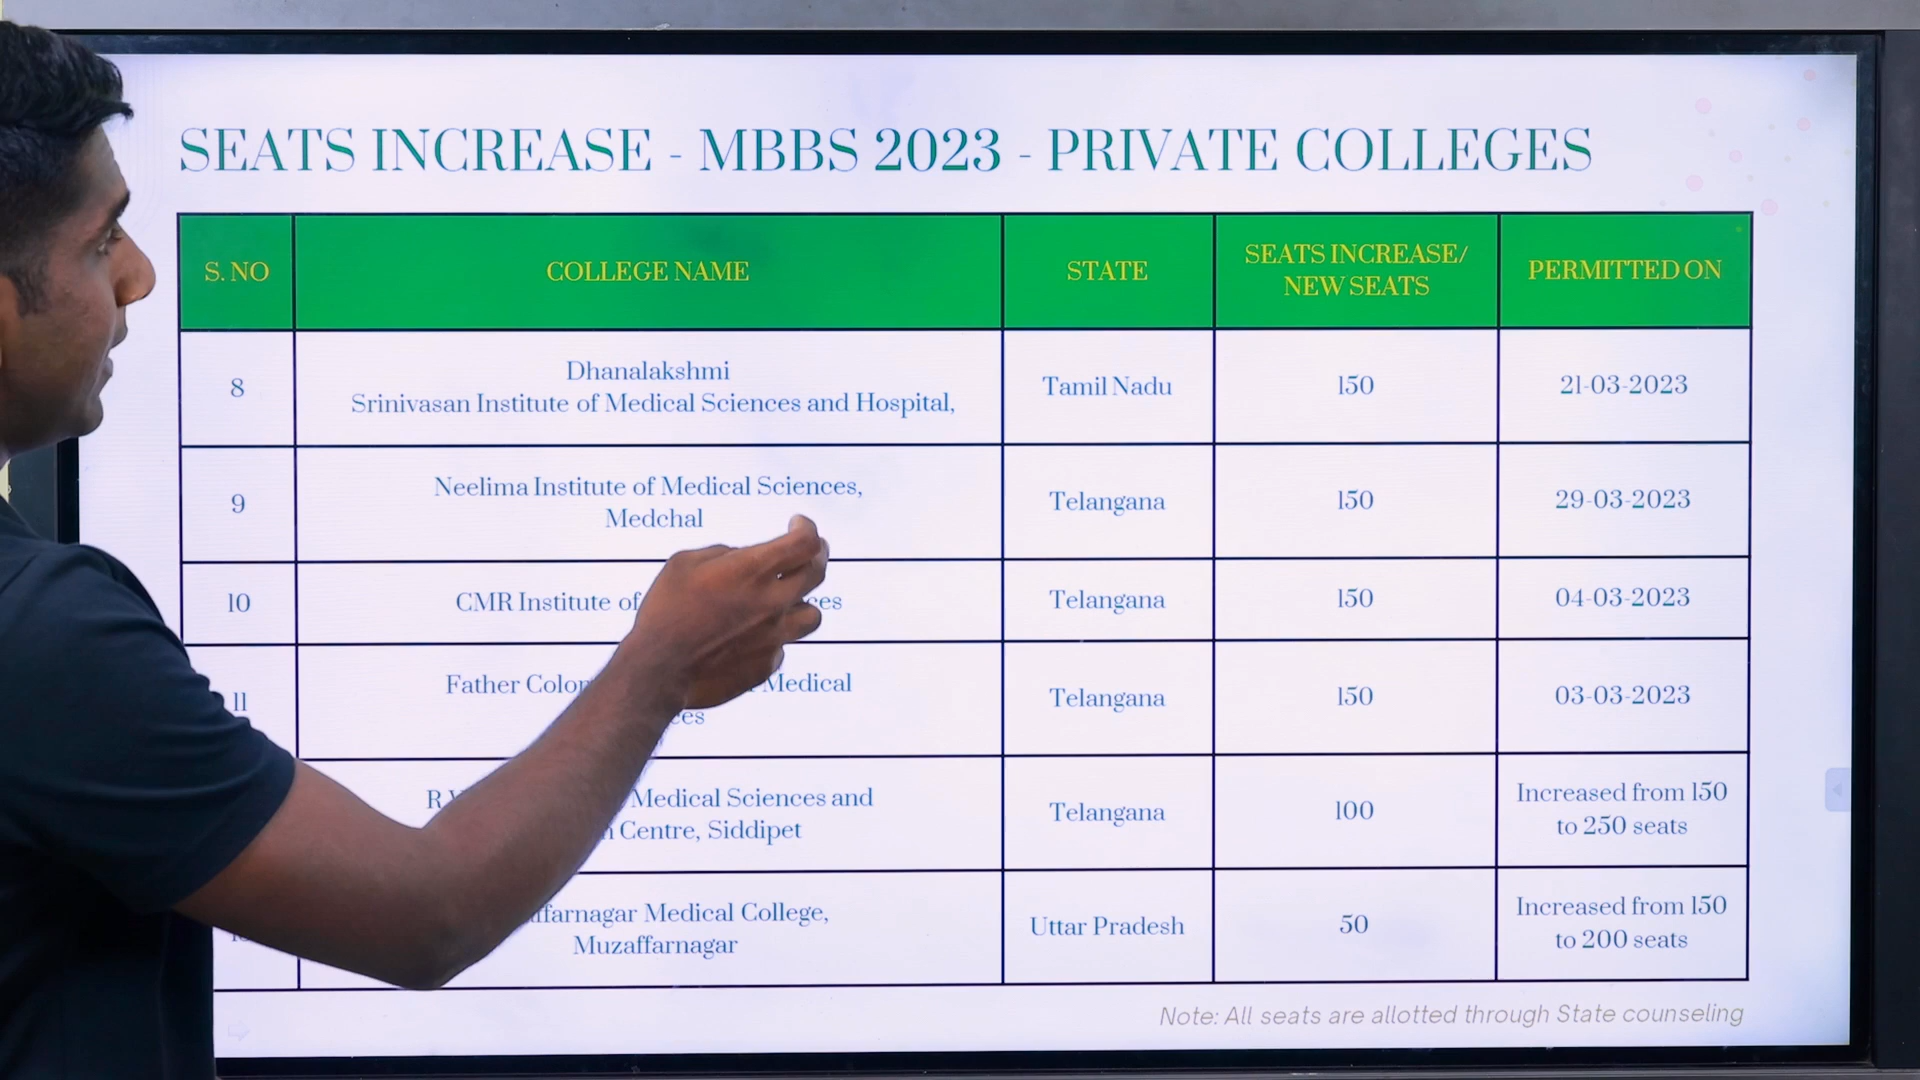 SEATS INCREASE - MBBS 2023 - PRIVATE COLLEGES
S. NO
COLLEGE NAME
STATE
SEATS INCREASE/
NEW SEATS
PERMITTED ON
8
Dhanalakshmi
Srinivasan Institute of Medical Sciences and Hospital,
Tamil Nadu
150
21-03-2023
9
Neelima Institute of Medical Sciences,
Medchal
Telangana
150
29-03-2023
10
CMR Institute of
Telangana
150
04-03-2023
11
Father Medical
Telangana
150
03-03-2023
Medical Sciences and
Centre, Siddipet
Telangana
100
Increased from 150
to 250 seats
Medical College,
Muzaffarnagar
Uttar Pradesh
50
Increased from 150
to 200 seats
Note: All seats are allotted through State counseling